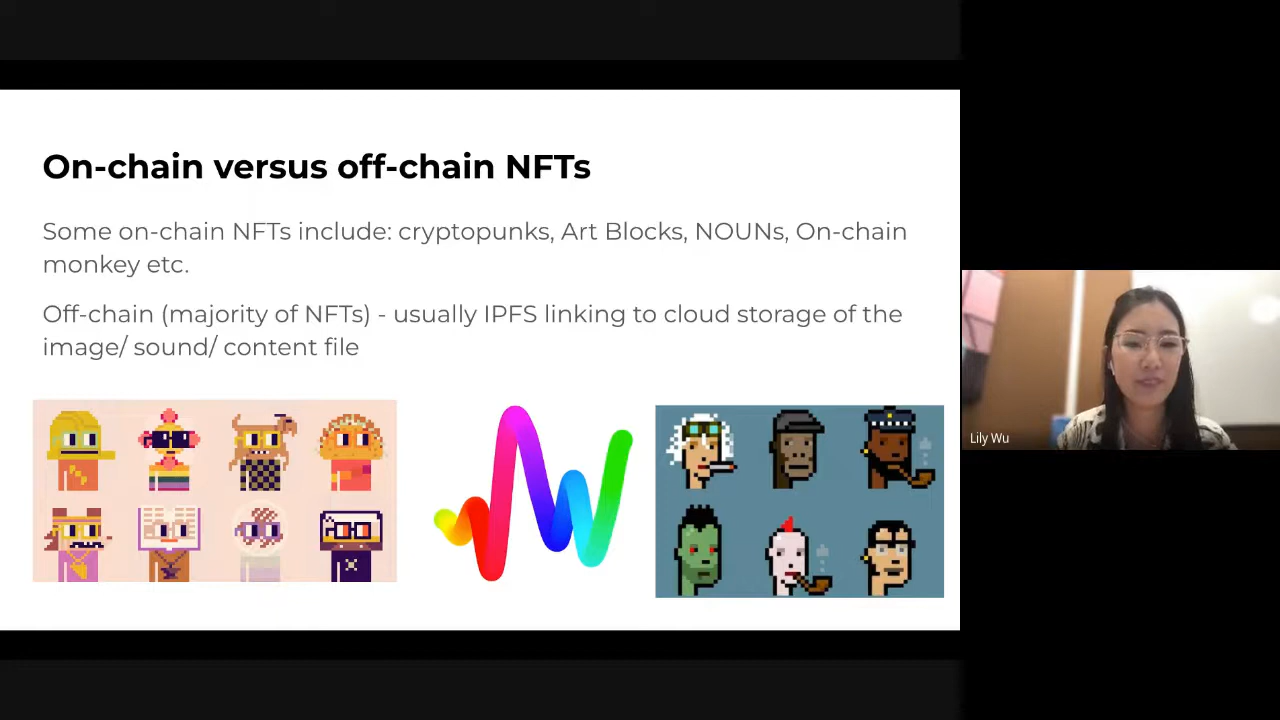 On-chain versus off-chain NFTs
Some on-chain NFTs include: cryptopunks, Art Blocks, NOUNs, On-chain
monkey etc.
Off-chain (majority of NFTs) - usually IPFS linking to cloud storage of the
image/ sound/ content file
Lily Wu